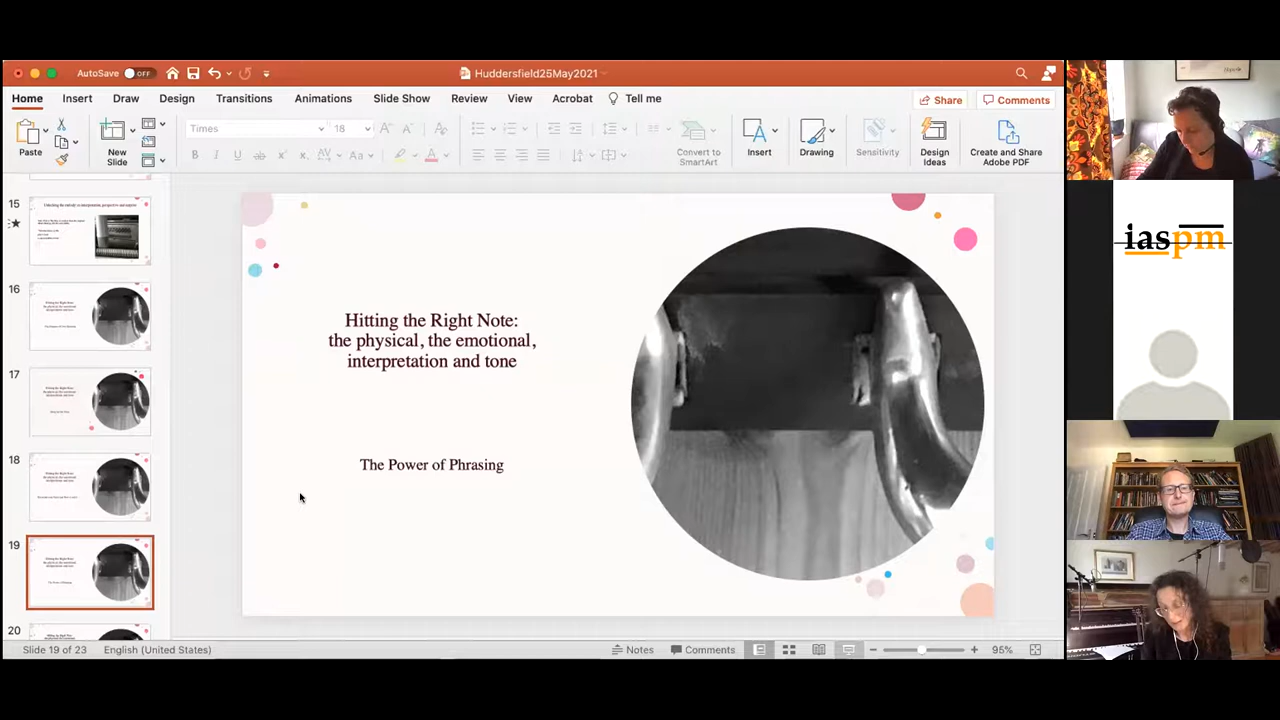 AutoSave OFF
Huddersfield25May2021
Home Insert Draw Design Transitions Animations Slide Show Review View Acrobat Tell me
Share Comments
Paste
New
Slide
Times 18
Convert to
SmartArt
Insert
Drawing
Sensitivity
Design
Ideas
Create and Share
Adobe PDF
15
16
17
18
19
20
Hitting the Right Note:
the physical, the emotional,
interpretation and tone
The Power of Phrasing
Slide 19 of 23 English (United States)
Notes Comments 95%
iaspm